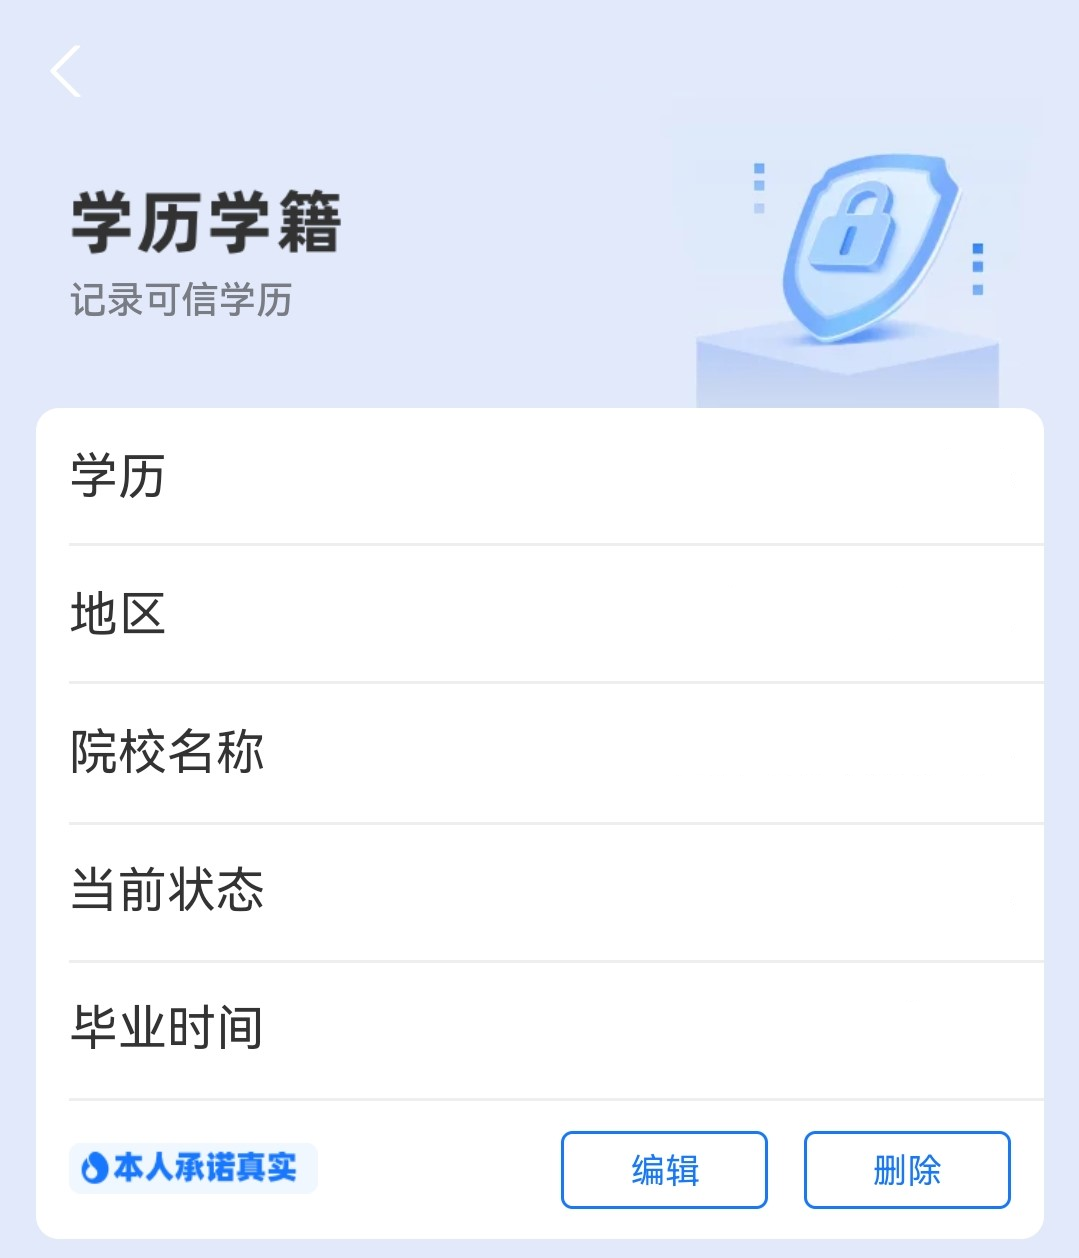 学历学籍
记录可信学历
学历
地区
院校名称
当前状态
毕业时间
本人承诺真实
编辑
删除